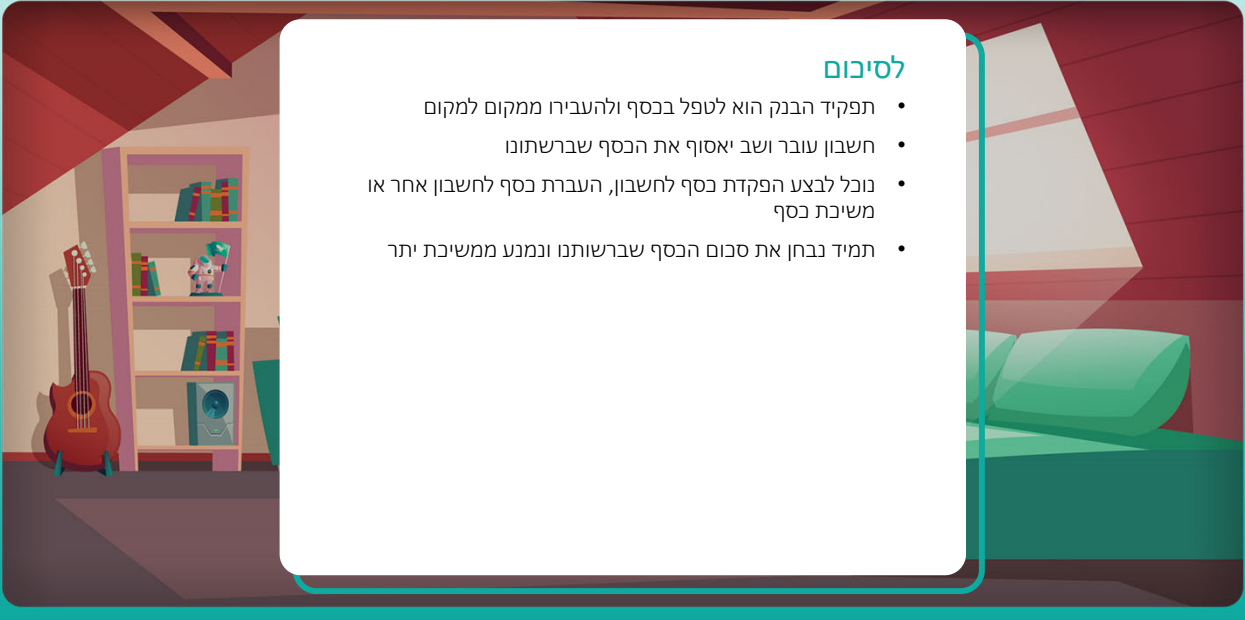 לסיכום
• תפקיד הבנק הוא לטפל בכסף ולהעבירו ממקום למקום
• חשבון עובר ושב יאסוף את הכסף שברשתונו
• נוכל לבצע הפקדת כסף לחשבון, העברת כסף לחשבון אחר או
משיכת כסף
• תמיד נבחן את סכום הכסף שברשותנו ונמנע ממשיכת יתר